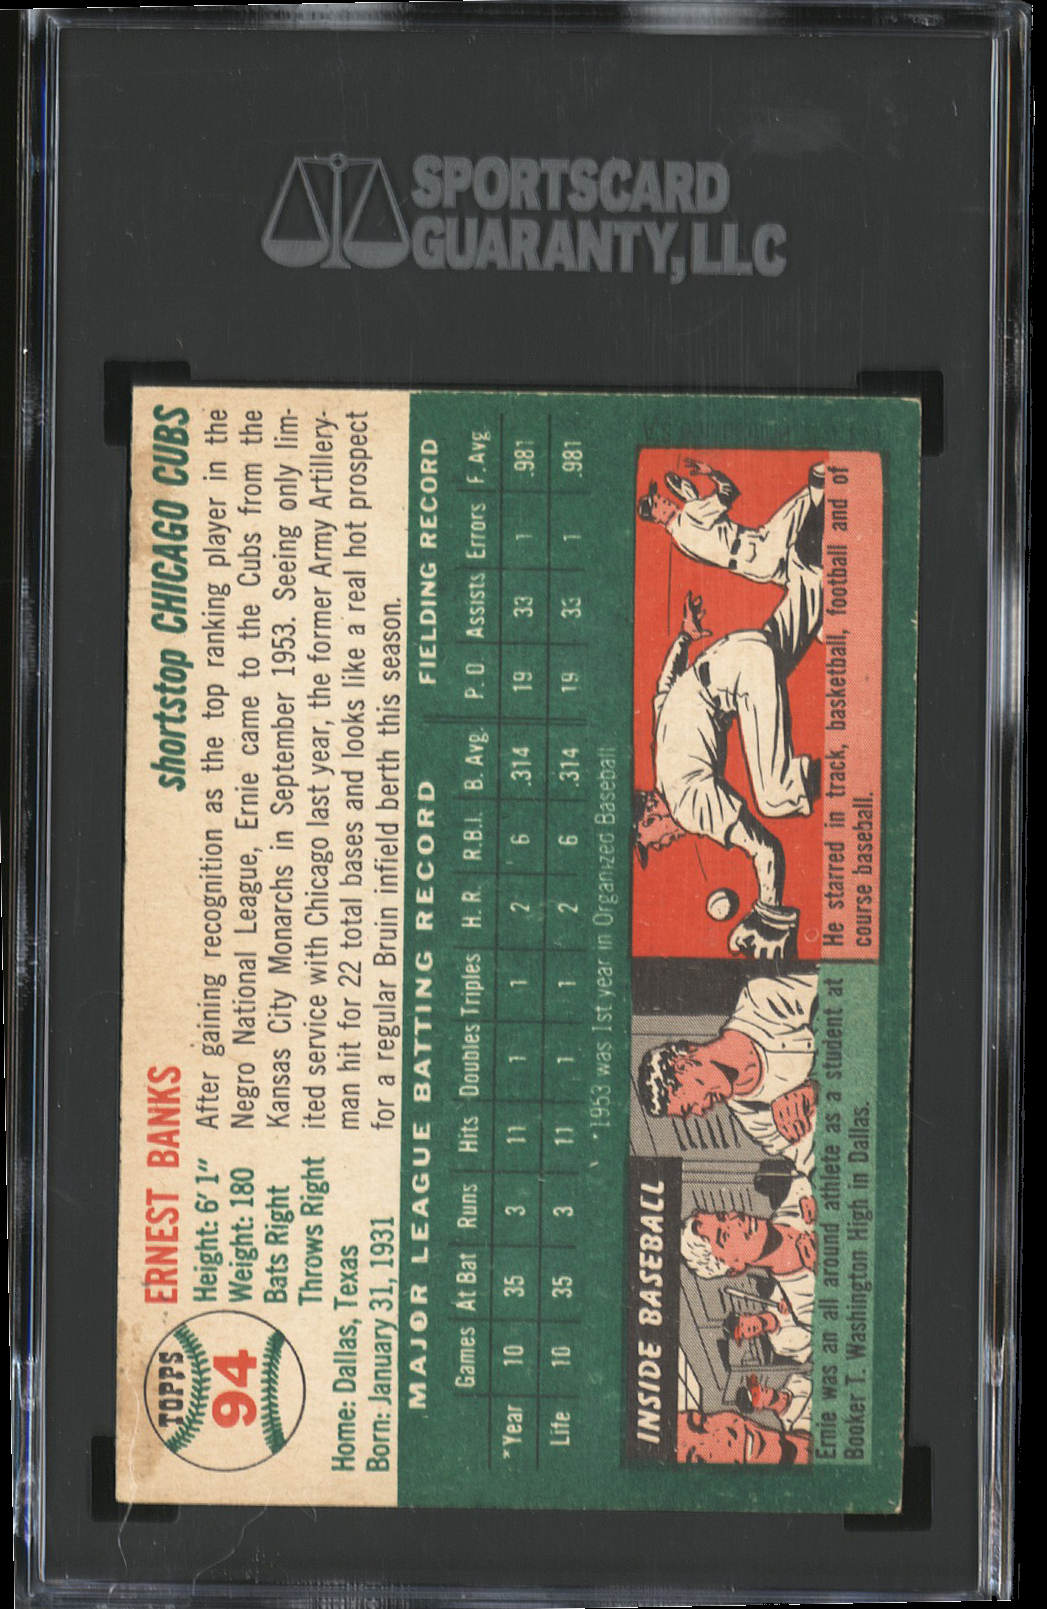 SPORTSCARD
GUARANTY, LLC
TOPPS
94
ERNEST BANKS
shortstop CHICAGO CUBS
Height: 6' 1"
Weight: 180
Bats Right
Throws Right
Home: Dallas, Texas
Born: January 31, 1931
After gaining recognition as the top ranking player in the
Negro National League, Ernie came to the Cubs from the
Kansas City Monarchs in September 1953. Seeing only lim-
ited service with Chicago last year, the former Army Artillery-
man hit for 22 total bases and looks like a real hot prospect
for a regular Bruin infield berth this season.
MAJOR LEAGUE BATTING RECORD FIELDING RECORD
Games At Bat Runs Hits Doubles Triples H. R. R.B.I. B. Avg. P. O. Assists Errors F. Avg.
*Year 10 35 3 11 1 1 2 6 .314 19 33 1 .981
Life 10 35 3 11 1 1 2 6 .314 19 33 1 .981
*1953 was 1st year in Organized Baseball
INSIDE BASEBALL
Ernie was an all around athlete as a student at
Booker T. Washington High in Dallas.
He starred in track, basketball, football and of
course baseball.